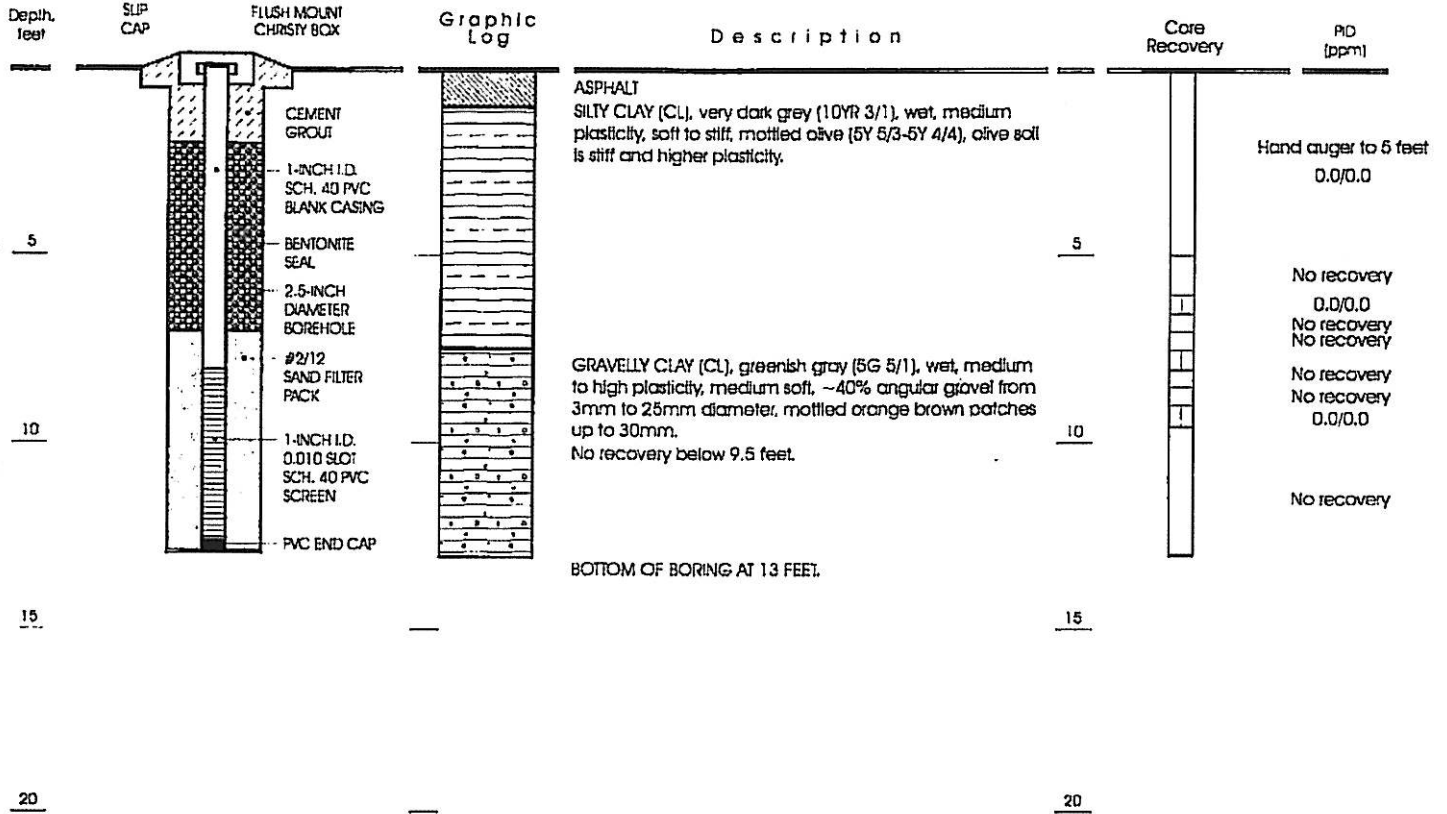 Depth, feet
SLIP CAP
FLUSH MOUNT CHRISTY BOX
Graphic Log
Description
Core Recovery
PID (ppm)
CEMENT GROUT
1-INCH I.D. SCH. 40 PVC BLANK CASING
BENTONITE SEAL
2.5-INCH DIAMETER BOREHOLE
#2/12 SAND FILTER PACK
1-INCH I.D. 0.010 SLOT SCH. 40 PVC SCREEN
PVC END CAP
5
10
15
20
ASPHALT
SILTY CLAY (CL), very dark grey (10YR 3/1), wet, medium
plasticity, soft to stiff, mottled olive (5Y 5/3-5Y 4/4), olive soil
is stiff and higher plasticity.
GRAVELLY CLAY (CL), greenish gray (5G 5/1), wet, medium
to high plasticity, medium soft, ~40% angular gravel from
3mm to 25mm diameter, mottled orange brown patches
up to 30mm.
No recovery below 9.5 feet.
BOTTOM OF BORING AT 13 FEET.
5
10
15
20
Hand auger to 5 feet
0.0/0.0
No recovery
0.0/0.0
No recovery
No recovery
No recovery
No recovery
0.0/0.0
No recovery